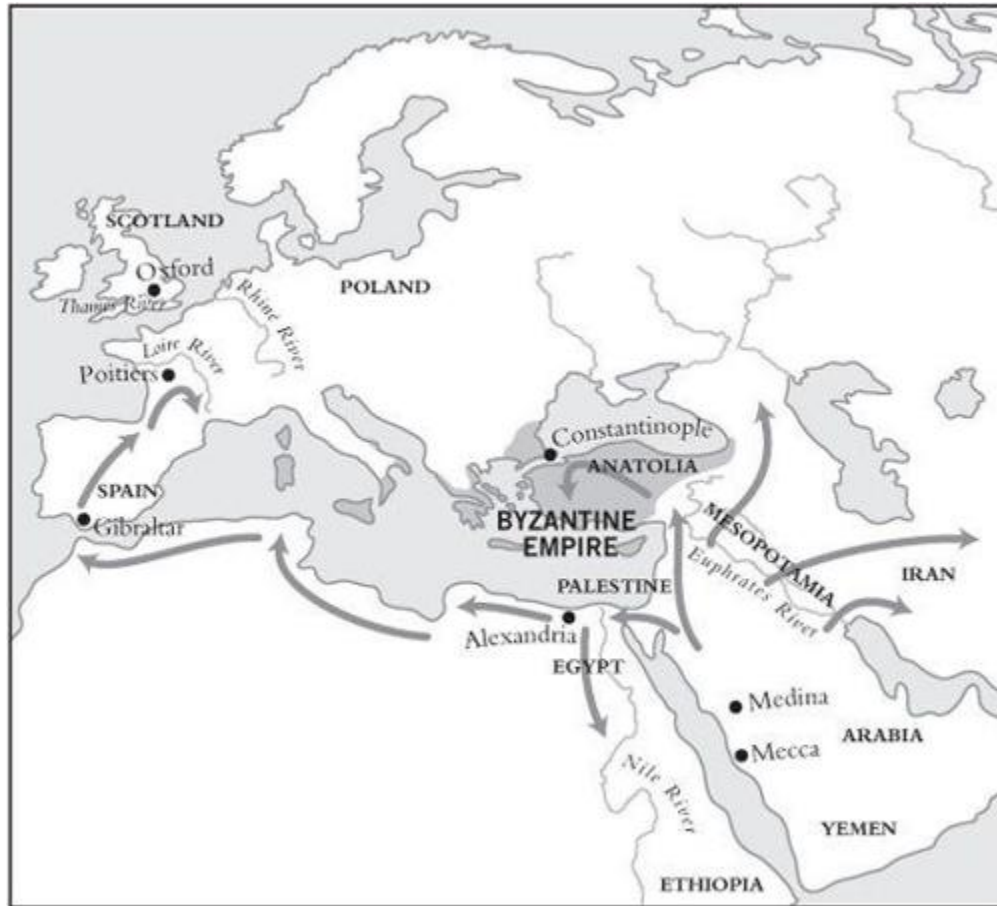 SCOTLAND
Oxford
Thames River
Rhine River
POLAND
Loire River
Poitiers
Constantinople
ANATOLIA
SPAIN
Gibraltar
BYZANTINE
EMPIRE
MESOPOTAMIA
Euphrates River
IRAN
PALESTINE
Alexandria
EGYPT
Medina
ARABIA
Mecca
Nile River
YEMEN
ETHIOPIA